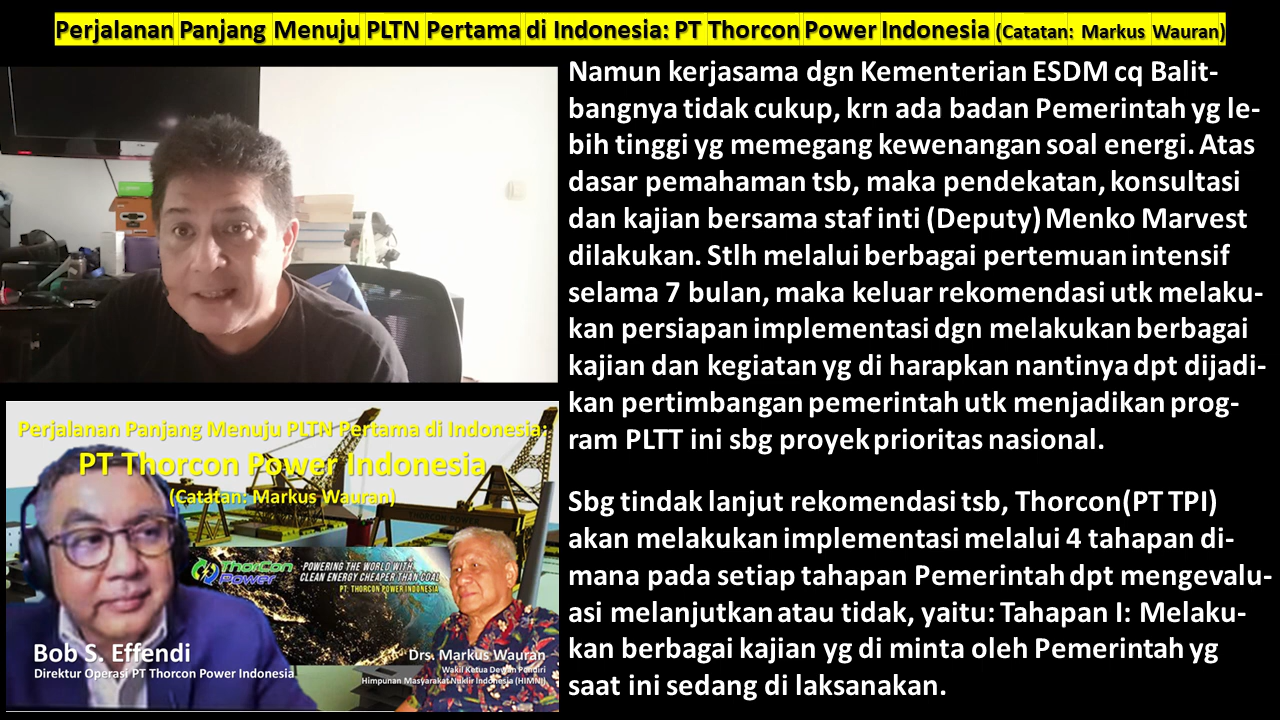 Perjalanan Panjang Menuju PLTN Pertama di Indonesia: PT Thorcon Power Indonesia (Catatan: Markus Wauran)
Namun kerjasama dgn Kementerian ESDM cq Balit-
bangnya tidak cukup, krn ada badan Pemerintah yg le-
bih tinggi yg memegang kewenangan soal energi. Atas
dasar pemahaman tsb, maka pendekatan, konsultasi
dan kajian bersama staf inti (Deputy) Menko Marvest
dilakukan. Stlh melalui berbagai pertemuan intensif
selama 7 bulan, maka keluar rekomendasi utk melaku-
kan persiapan implementasi dgn melakukan berbagai
kajian dan kegiatan yg di harapkan nantinya dpt dijadi-
kan pertimbangan pemerintah utk menjadikan prog-
ram PLTT ini sbg proyek prioritas nasional.
Sbg tindak lanjut rekomendasi tsb, Thorcon(PT TPI)
akan melakukan implementasi melalui 4 tahapan di-
mana pada setiap tahapan Pemerintah dpt mengevalu-
asi melanjutkan atau tidak, yaitu: Tahapan I: Melaku-
kan berbagai kajian yg di minta oleh Pemerintah yg
saat ini sedang di laksanakan.
Perjalanan Panjang Menuju PLTN Pertama di Indonesia:
PT Thorcon Power Indonesia
(Catatan: Markus Wauran)
ThorCon
Power
POWERING THE WORLD WITH
CLEAN ENERGY CHEAPER THAN COAL
PT. THORCON POWER INDONESIA
Bob S. Effendi
Direktur Operasi PT Thorcon Power Indonesia
Drs. Markus Wauran
Wakil Ketua Dewan Pendiri
Himpunan Masyarakat Nuklir Indonesia (HIMNI)